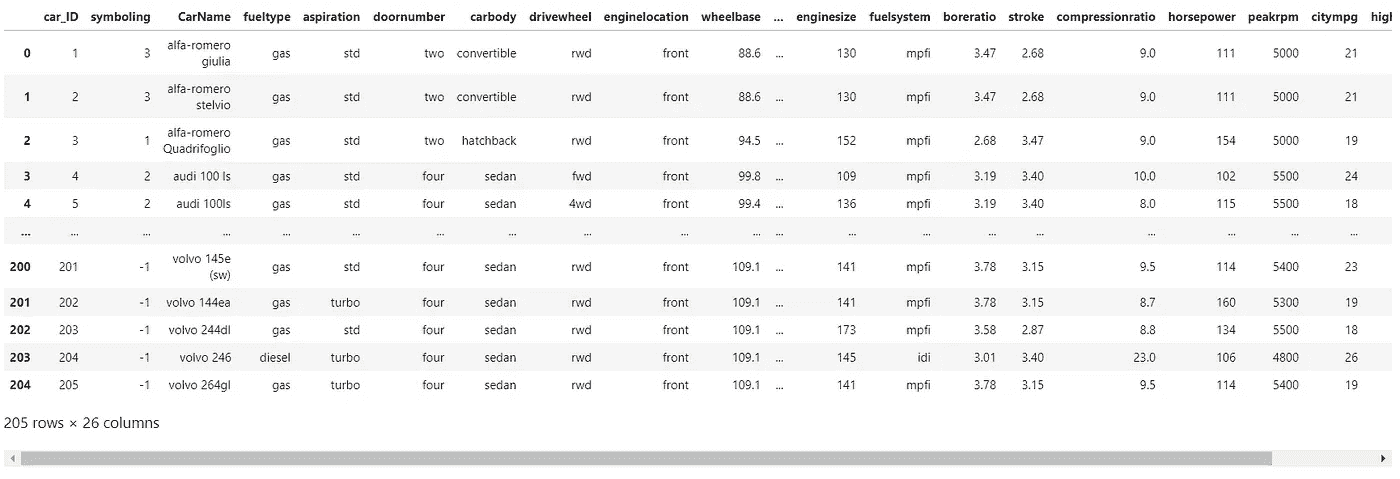 car_ID symboling CarName fueltype aspiration doornumber carbody drivewheel enginelocation wheelbase ... enginesize fuelsystem boreratio stroke compressionratio horsepower peakrpm citympg high
0 1 3 alfa-romero giulia gas std two convertible rwd front 88.6 ... 130 mpfi 3.47 2.68 9.0 111 5000 21
1 2 3 alfa-romero stelvio gas std two convertible rwd front 88.6 ... 130 mpfi 3.47 2.68 9.0 111 5000 21
2 3 1 alfa-romero Quadrifoglio gas std two hatchback rwd front 94.5 ... 152 mpfi 2.68 3.47 9.0 154 5000 19
3 4 2 audi 100 ls gas std four sedan fwd front 99.8 ... 109 mpfi 3.19 3.40 10.0 102 5500 24
4 5 2 audi 100ls gas std four sedan 4wd front 99.4 ... 136 mpfi 3.19 3.40 8.0 115 5500 18
... ... ... ... ... ... ... ... ... ... ... ... ... ... ... ... ... ... ... ...
200 201 -1 volvo 145e (sw) gas std four sedan rwd front 109.1 ... 141 mpfi 3.78 3.15 9.5 114 5400 23
201 202 -1 volvo 144ea gas turbo four sedan rwd front 109.1 ... 141 mpfi 3.78 3.15 8.7 160 5300 19
202 203 -1 volvo 244dl gas std four sedan rwd front 109.1 ... 173 mpfi 3.58 2.87 8.8 134 5500 18
203 204 -1 volvo 246 diesel turbo four sedan rwd front 109.1 ... 145 idi 3.01 3.40 23.0 106 4800 26
204 205 -1 volvo 264gl gas turbo four sedan rwd front 109.1 ... 141 mpfi 3.78 3.15 9.5 114 5400 19
205 rows × 26 columns